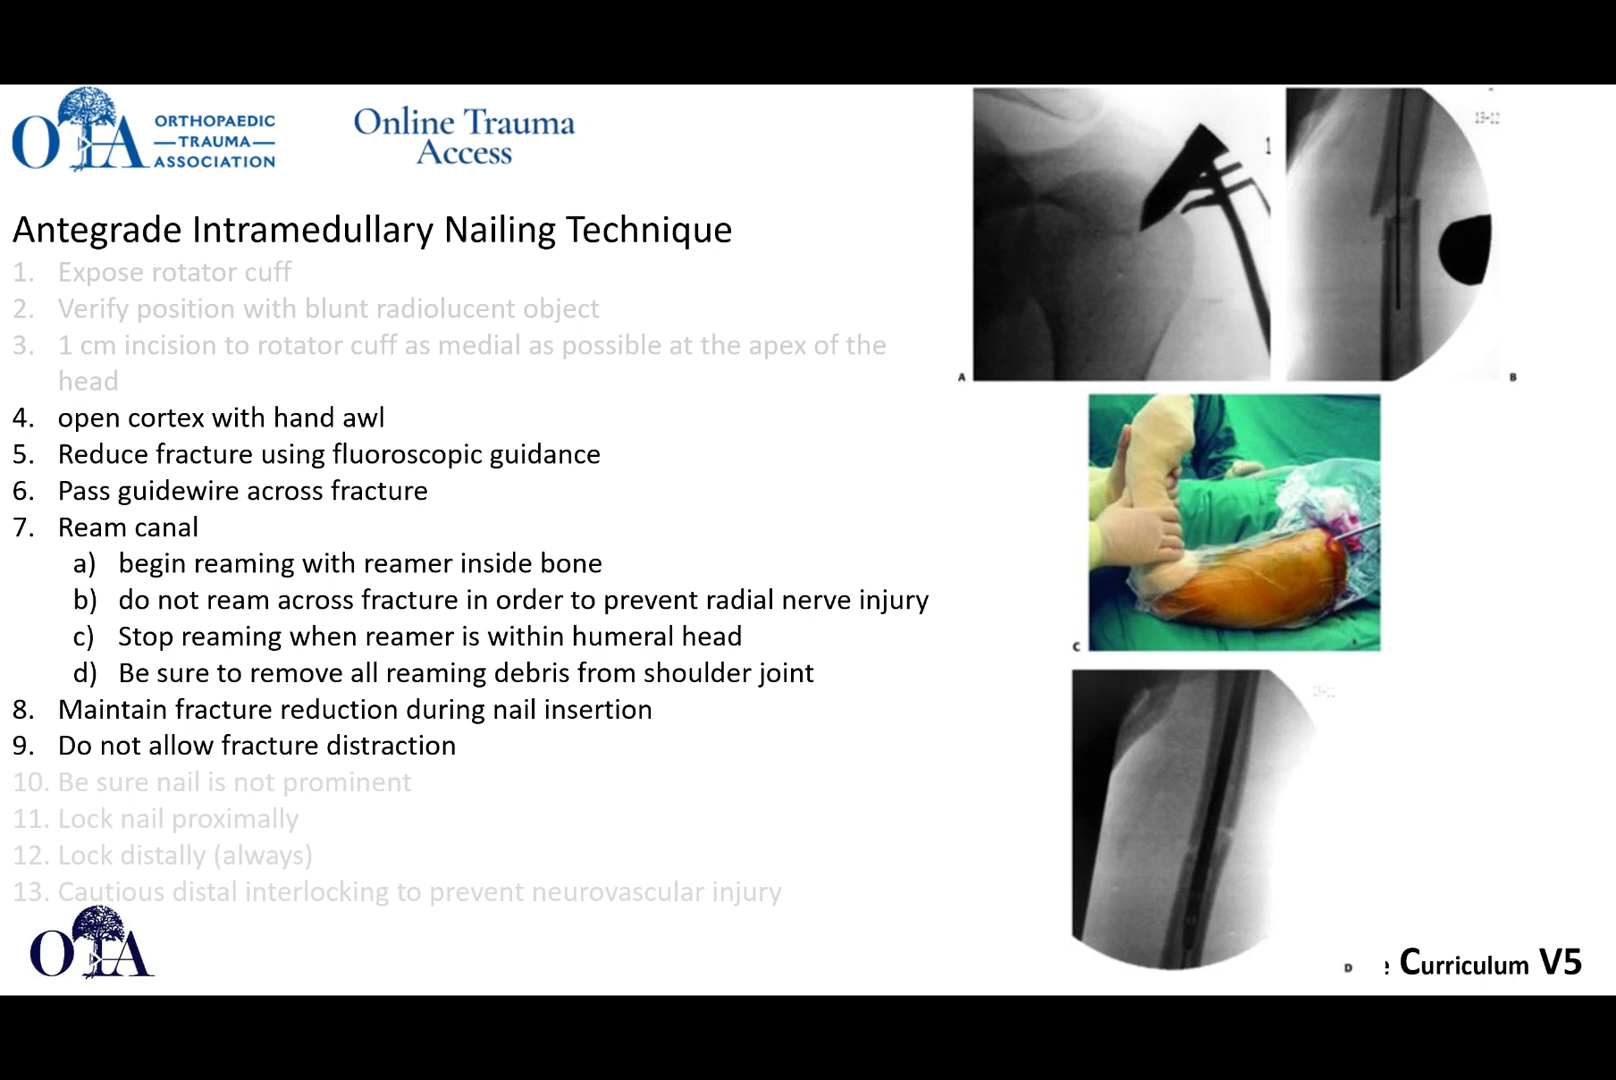 OTA ORTHOPAEDIC
TRAUMA
ASSOCIATION
Online Trauma
Access
Antegrade Intramedullary Nailing Technique
1. Expose rotator cuff
2. Verify position with blunt radiolucent object
3. 1 cm incision to rotator cuff as medial as possible at the apex of the
head
4. open cortex with hand awl
5. Reduce fracture using fluoroscopic guidance
6. Pass guidewire across fracture
7. Ream canal
a) begin reaming with reamer inside bone
b) do not ream across fracture in order to prevent radial nerve injury
c) Stop reaming when reamer is within humeral head
d) Be sure to remove all reaming debris from shoulder joint
8. Maintain fracture reduction during nail insertion
9. Do not allow fracture distraction
10. Be sure nail is not prominent
11. Lock nail proximally
12. Lock distally (always)
13. Cautious distal interlocking to prevent neurovascular injury
OTA
1
13-12
A
B
C
D
Curriculum V5